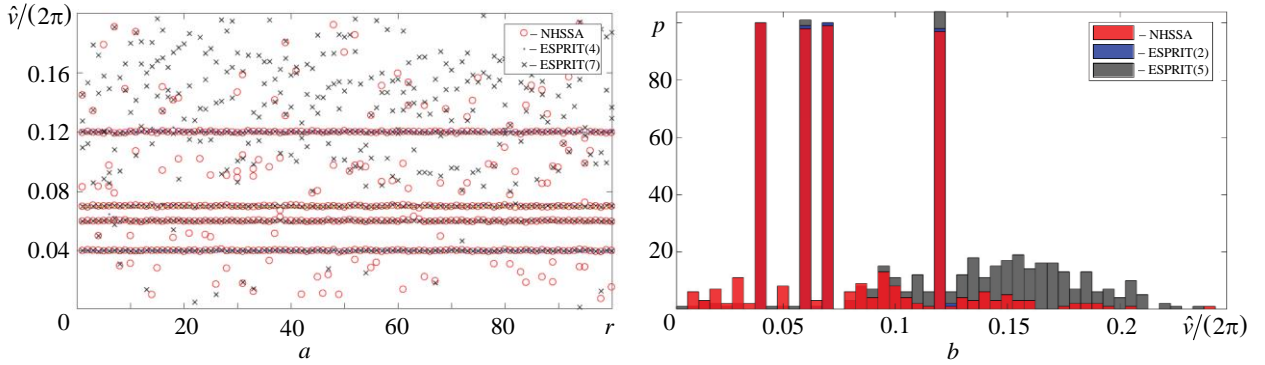 v̂/(2π)
– NHSSA
– ESPRIT(4)
– ESPRIT(7)
0.16
0.12
0.08
0.04
0 20 40 60 80 r
a
p
– NHSSA
– ESPRIT(2)
– ESPRIT(5)
80
60
40
20
0 0.05 0.1 0.15 0.2 v̂/(2π)
b